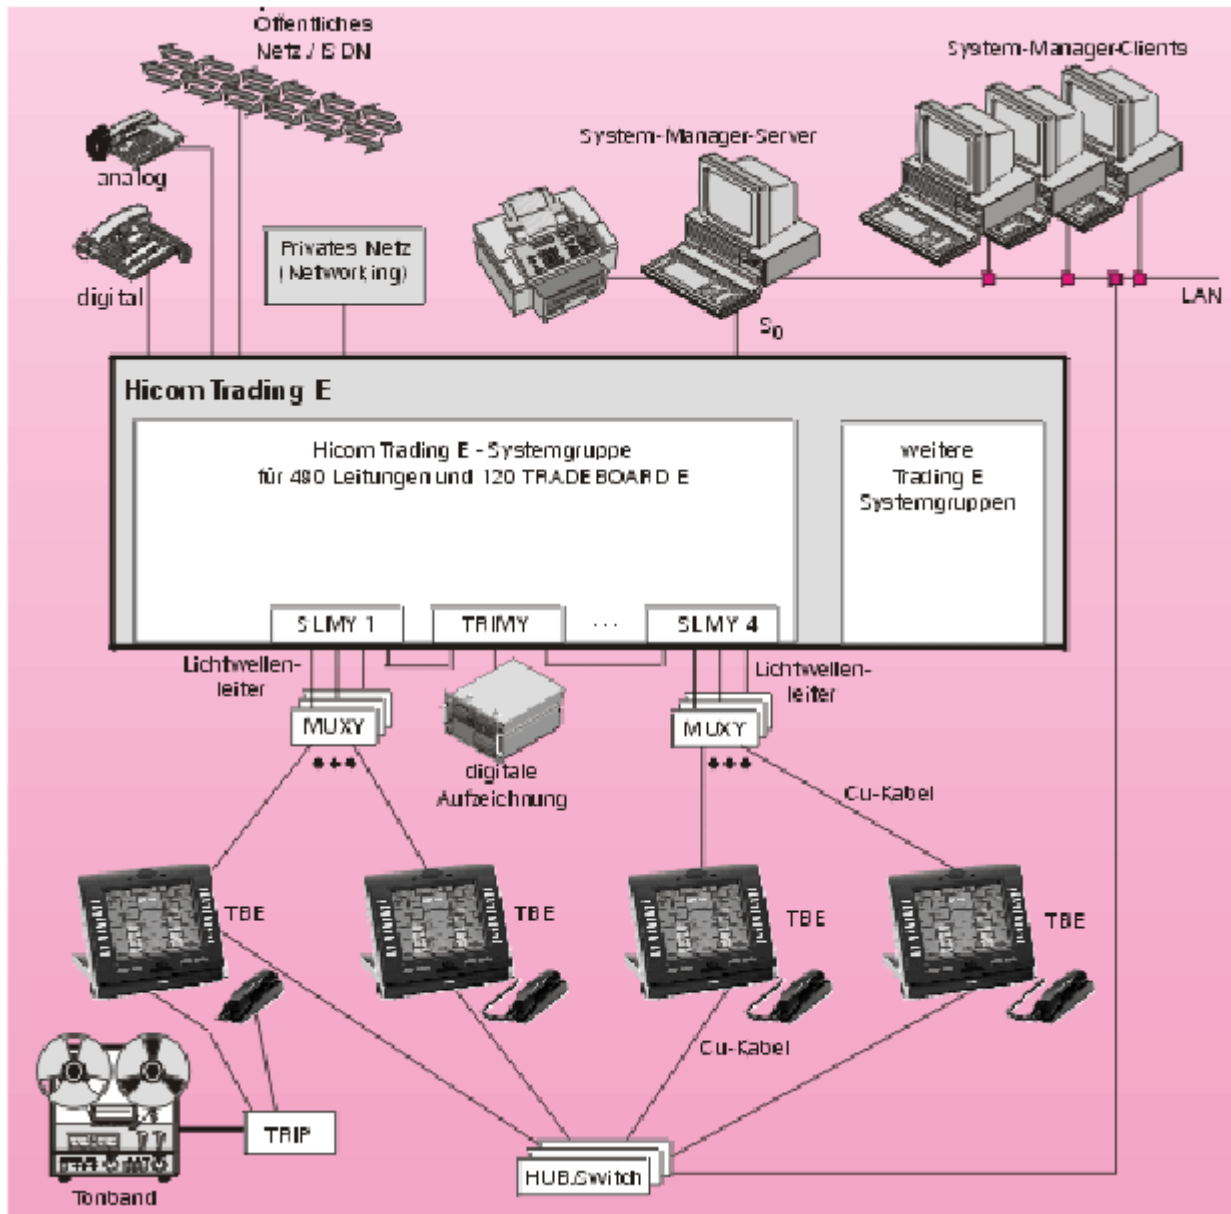 Öffentliches
Netz / ISDN
System-Manager-Clients
System-Manager-Server
analog
Privates Netz
(Networking)
digital
LAN
S0
Hicom Trading E
Hicom Trading E - Systemgruppe
für 480 Leitungen und 120 TRADEBOARD E
weitere
Trading E
Systemgruppen
SLMY 1
TRIMY
...
SLMY 4
Lichtwellen-
leiter
Lichtwellen-
leiter
MUXY
MUXY
digitale
Aufzeichnung
Cu-Kabel
TBE
TBE
TBE
TBE
Cu-Kabel
TRIP
HUB/Switch
Tonband